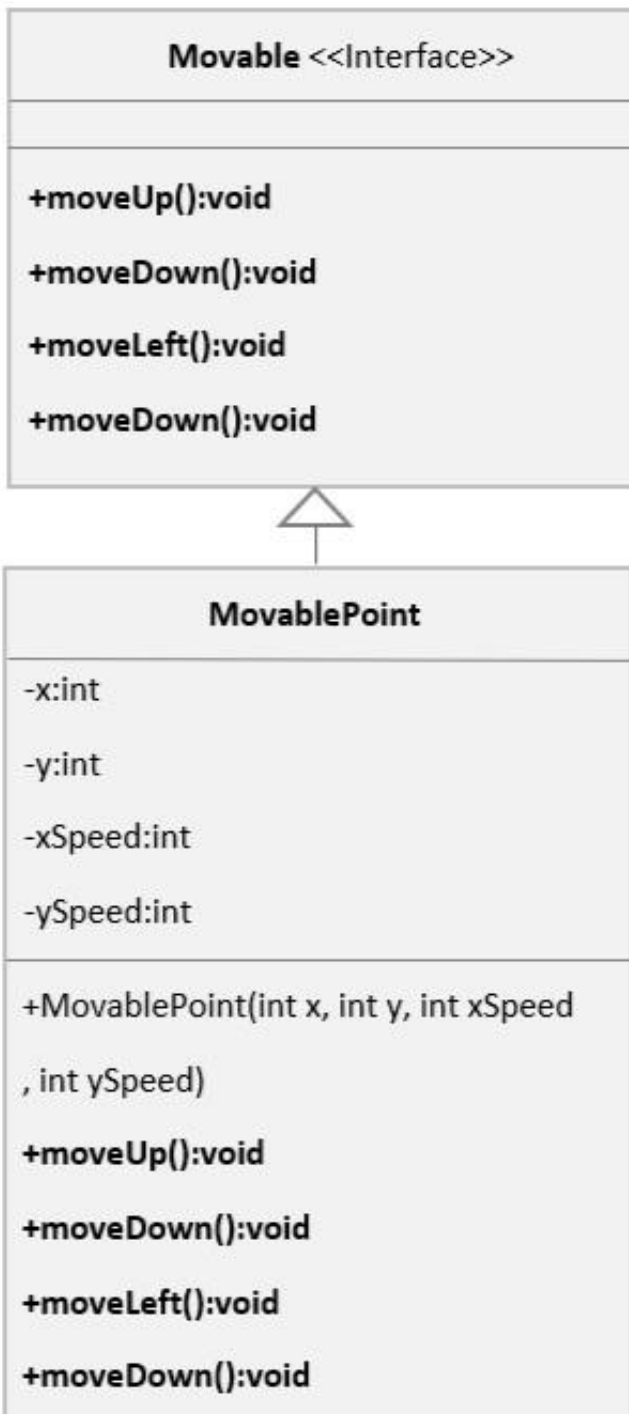 Movable <<Interface>>
+moveUp():void
+moveDown():void
+moveLeft():void
+moveDown():void
MovablePoint
-x:int
-y:int
-xSpeed:int
-ySpeed:int
+MovablePoint(int x, int y, int xSpeed
, int ySpeed)
+moveUp():void
+moveDown():void
+moveLeft():void
+moveDown():void